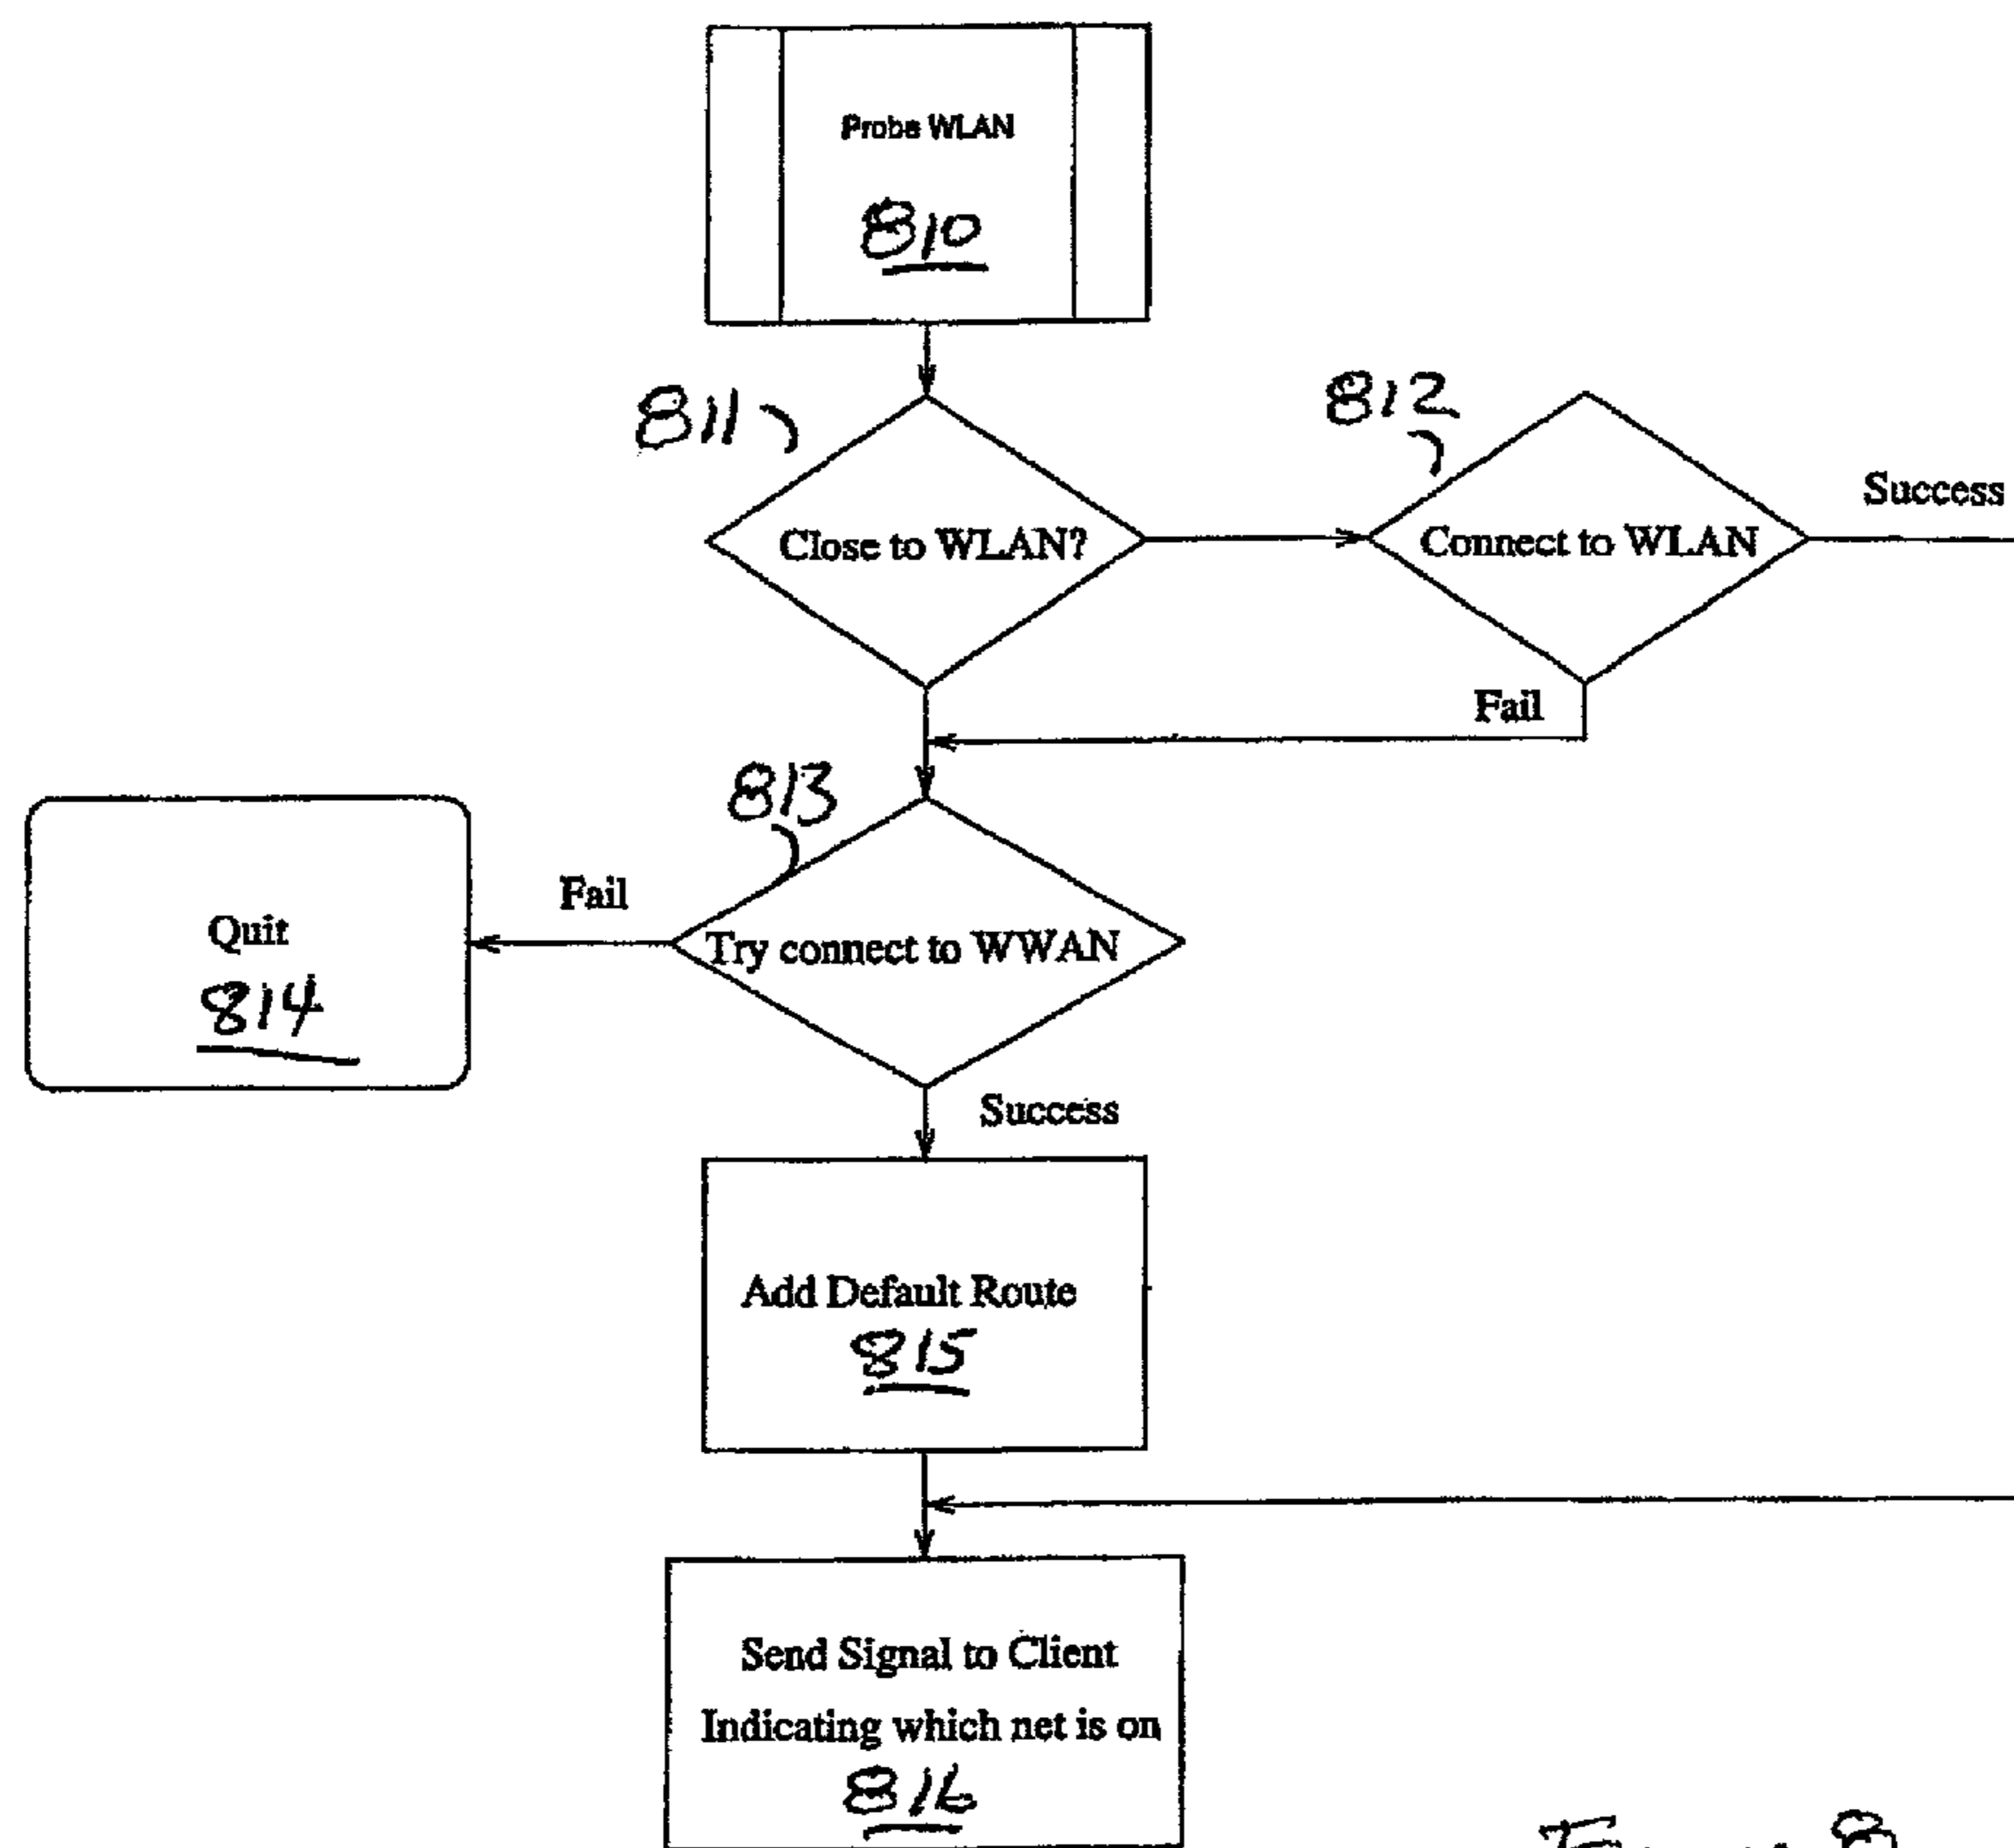 Probe WLAN
810
811
812
Success
Close to WLAN?
Connect to WLAN
Fail
813
Fail
Quit
814
Try connect to WWAN
Success
Add Default Route
815
Send Signal to Client
Indicating which net is on
816
8